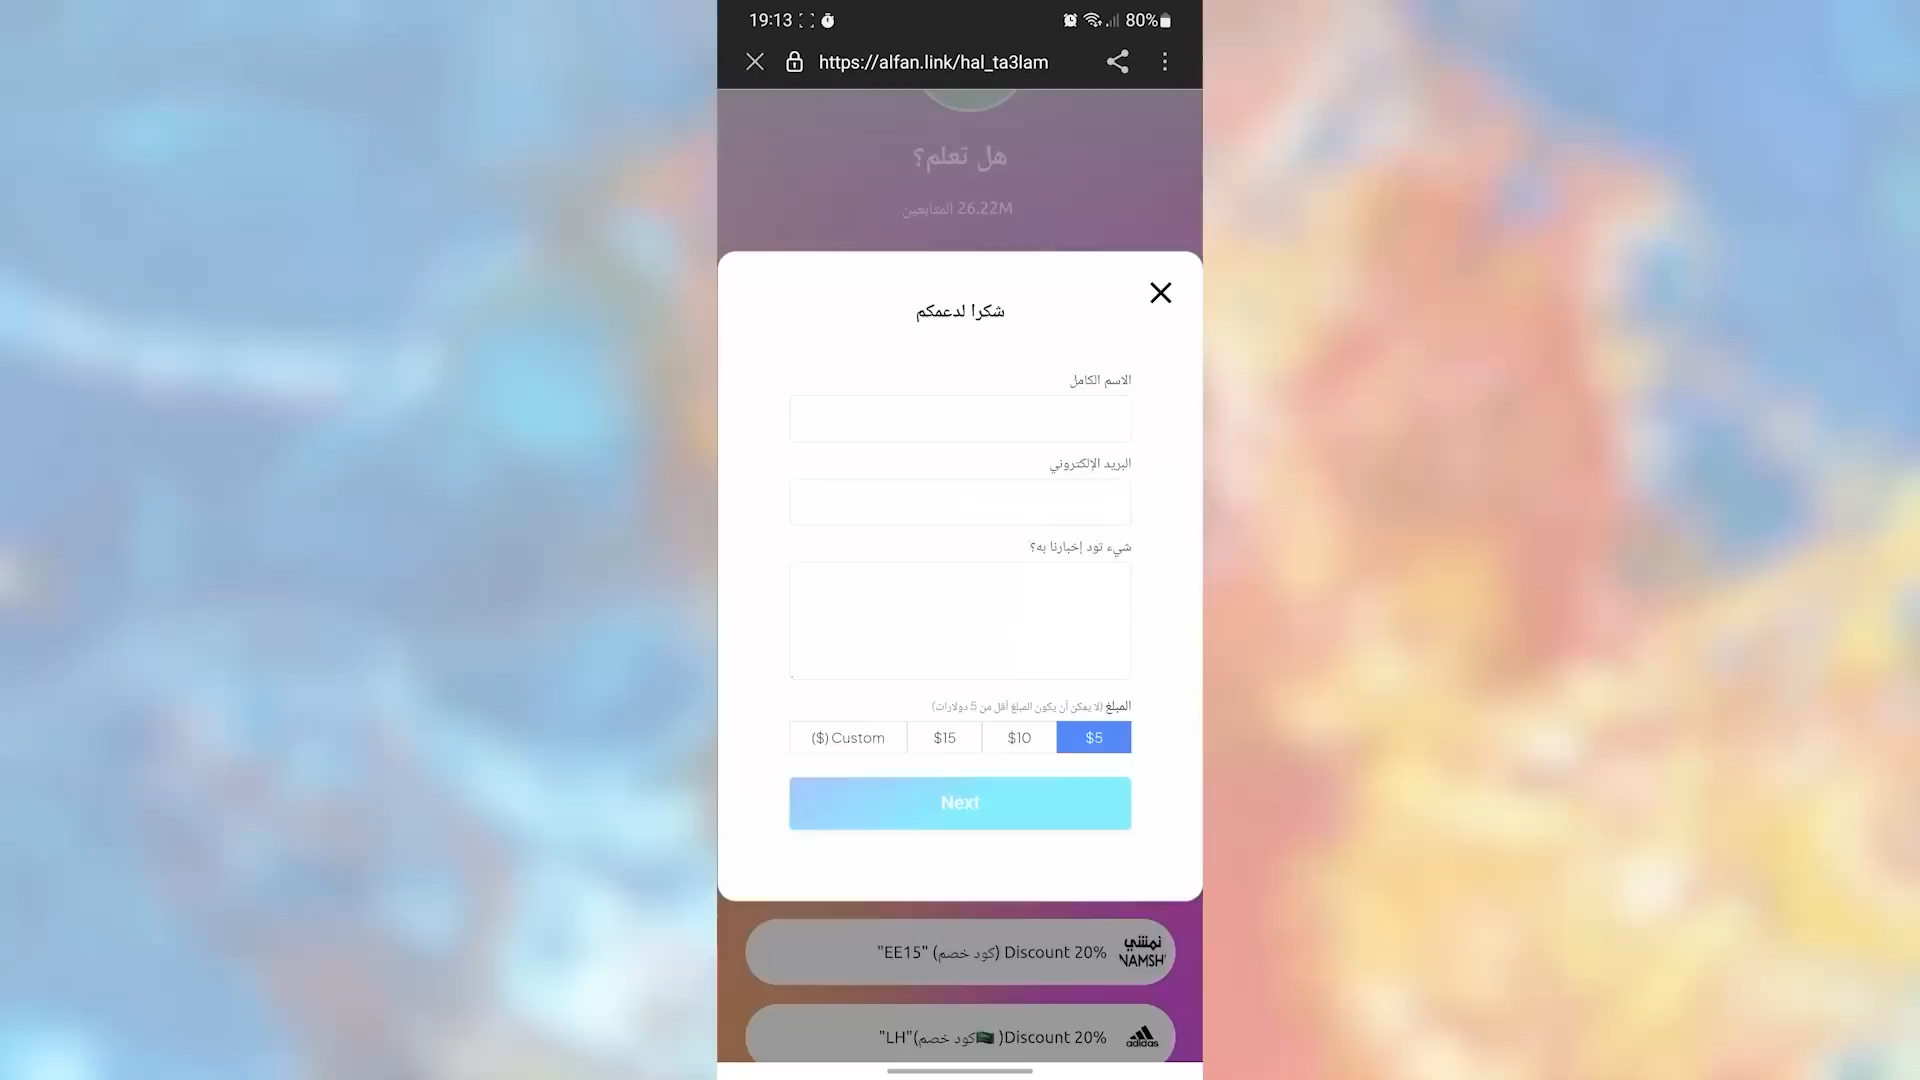 19:13
80%
https://alfan.link/hal_ta3lam
هل تعلم؟
26.22M المتابعين
شكرا لدعمكم
الاسم الكامل
البريد الإلكتروني
شيء تود إخبارنا به؟
المبلغ (لا يمكن أن يكون المبلغ أقل من 5 دولارات)
($) Custom $15 $10 $5
Next
"EE15" (كود خصم) Discount 20%
نمشي
NAMSHI
"LH"(كود خصم🇸🇦 )Discount 20%
adidas